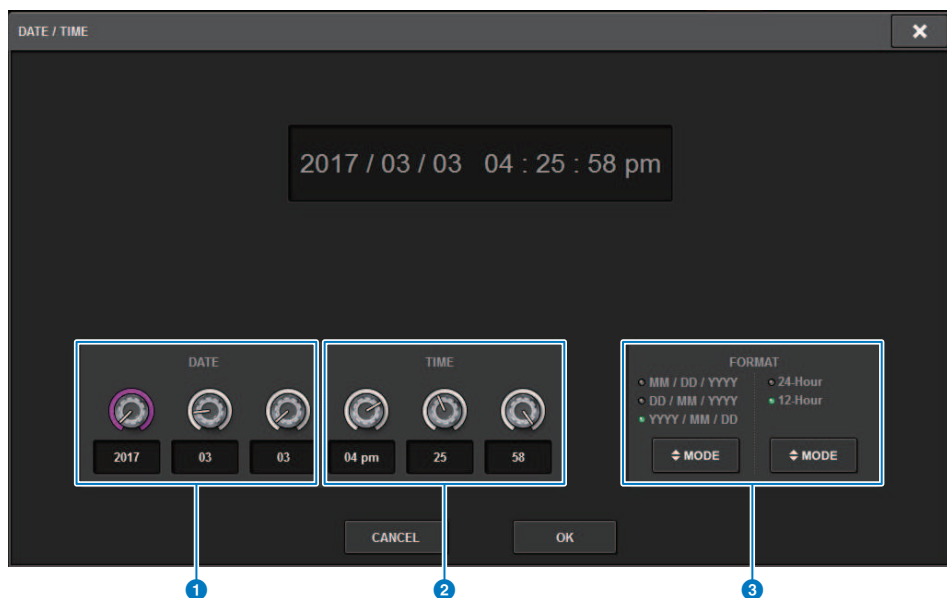 DATE / TIME
2017 / 03 / 03 04 : 25 : 58 pm
DATE
2017 03 03
TIME
04 pm 25 58
FORMAT
MM / DD / YYYY
DD / MM / YYYY
YYYY / MM / DD
MODE
24-Hour
12-Hour
MODE
CANCEL
OK
1
2
3